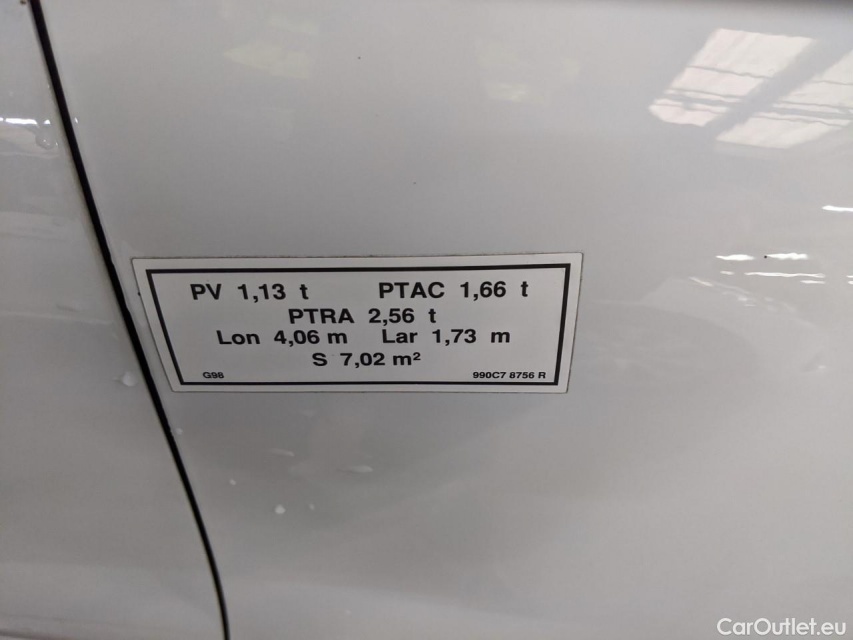 PV 1,13 t PTAC 1,66 t
PTRA 2,56 t
Lon 4,06 m Lar 1,73 m
S 7,02 m²
G98 990C7 8756 R
CarOutlet.eu